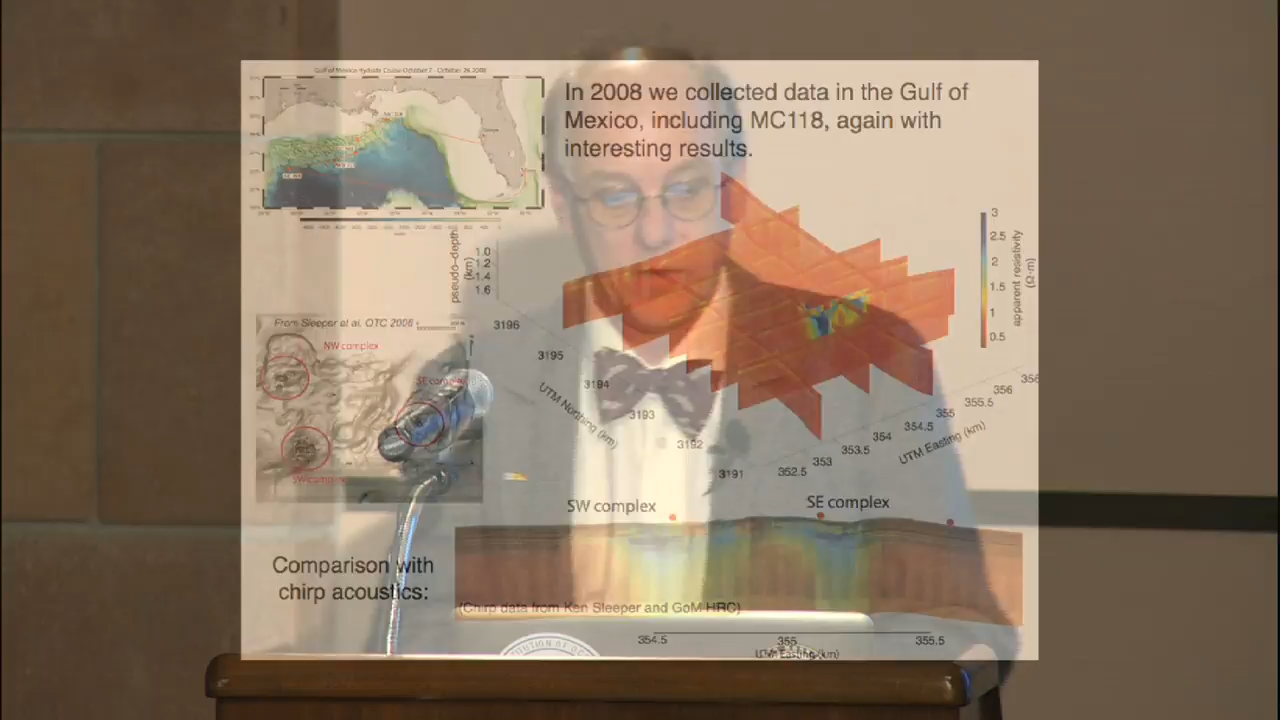 Gulf of Mexico Hydrate Cruise October 7 - October 26 2008
In 2008 we collected data in the Gulf of
Mexico, including MC118, again with
interesting results.
pseudo-depth
(km)
1.0
1.2
1.4
1.6
3
2.5
2
1.5
1
0.5
apparent resistivity
(Ω·m)
3196
3195
3194
3193
3192
3191
UTM Northing (km)
352.5
353
353.5
354
354.5
355
355.5
356
UTM Easting (km)
From Sleeper et al. OTC 2006
NW complex
SE complex
SW complex
SW complex
SE complex
Comparison with
chirp acoustics:
(Chirp data from Ken Sleeper and GoM HRC)
354.5
355
355.5
UTM Easting (km)